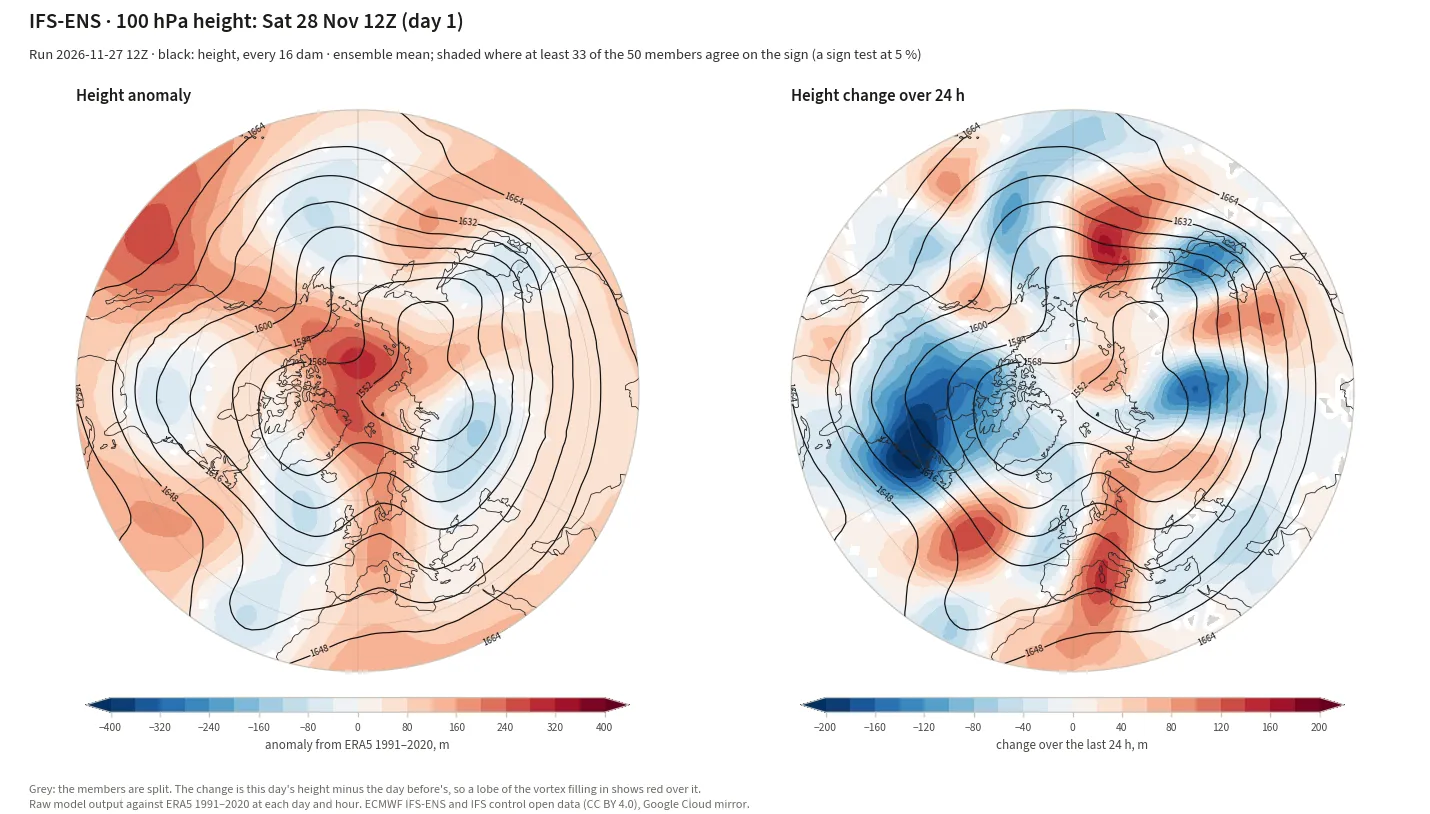 IFS-ENS · 100 hPa height: Sat 28 Nov 12Z (day 1)
Run 2026-11-27 12Z · black: height, every 16 dam · ensemble mean; shaded where at least 33 of the 50 members agree on the sign (a sign test at 5 %)
Height anomaly
Height change over 24 h
1664
1664
1632
1600
1584
1568
1552
1616
1648
1648
1664
1664
1664
1632
1600
1584
1568
1552
1616
1648
1648
1664
−400 −320 −240 −160 −80 0 80 160 240 320 400
anomaly from ERA5 1991–2020, m
−200 −160 −120 −80 −40 0 40 80 120 160 200
change over the last 24 h, m
Grey: the members are split. The change is this day's height minus the day before's, so a lobe of the vortex filling in shows red over it.
Raw model output against ERA5 1991–2020 at each day and hour. ECMWF IFS-ENS and IFS control open data (CC BY 4.0), Google Cloud mirror.